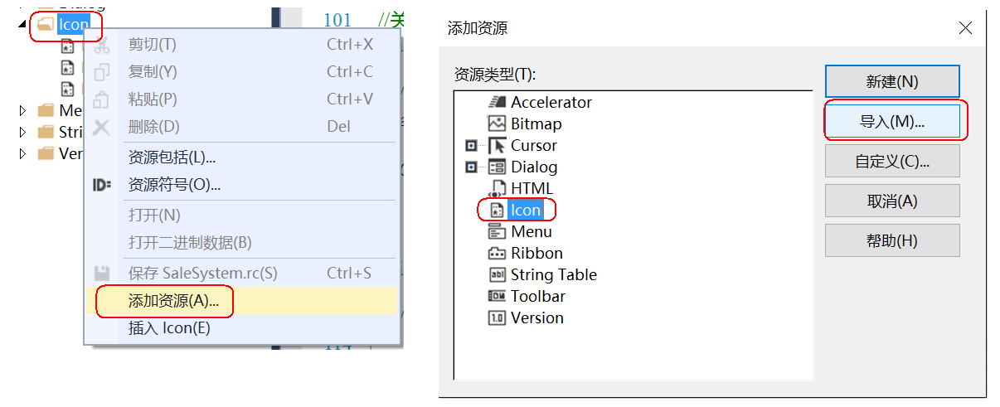 Icon
Me
Stri
Ver
101 //关
剪切(T) Ctrl+X
复制(Y) Ctrl+C
粘贴(P) Ctrl+V
删除(D) Del
资源包括(L)...
ID= 资源符号(O)...
打开(N)
打开二进制数据(B)
保存 SaleSystem.rc(S) Ctrl+S
添加资源(A)...
插入 Icon(E)
添加资源
资源类型(T):
Accelerator
Bitmap
Cursor
Dialog
HTML
Icon
Menu
Ribbon
String Table
Toolbar
Version
新建(N)
导入(M)...
自定义(C)...
取消(A)
帮助(H)